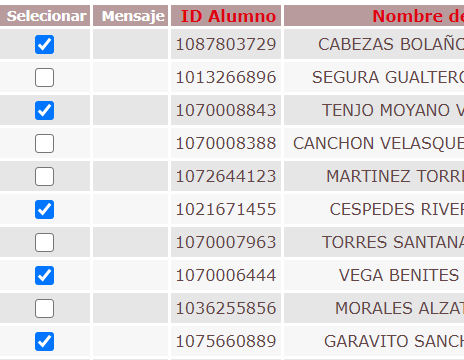 Selecionar Mensaje ID Alumno Nombre de
1087803729 CABEZAS BOLAÑO
1013266896 SEGURA GUALTERO
1070008843 TENJO MOYANO V
1070008388 CANCHON VELASQUE
1072644123 MARTINEZ TORRE
1021671455 CESPEDES RIVER
1070007963 TORRES SANTANA
1070006444 VEGA BENITES
1036255856 MORALES ALZAT
1075660889 GARAVITO SANCH